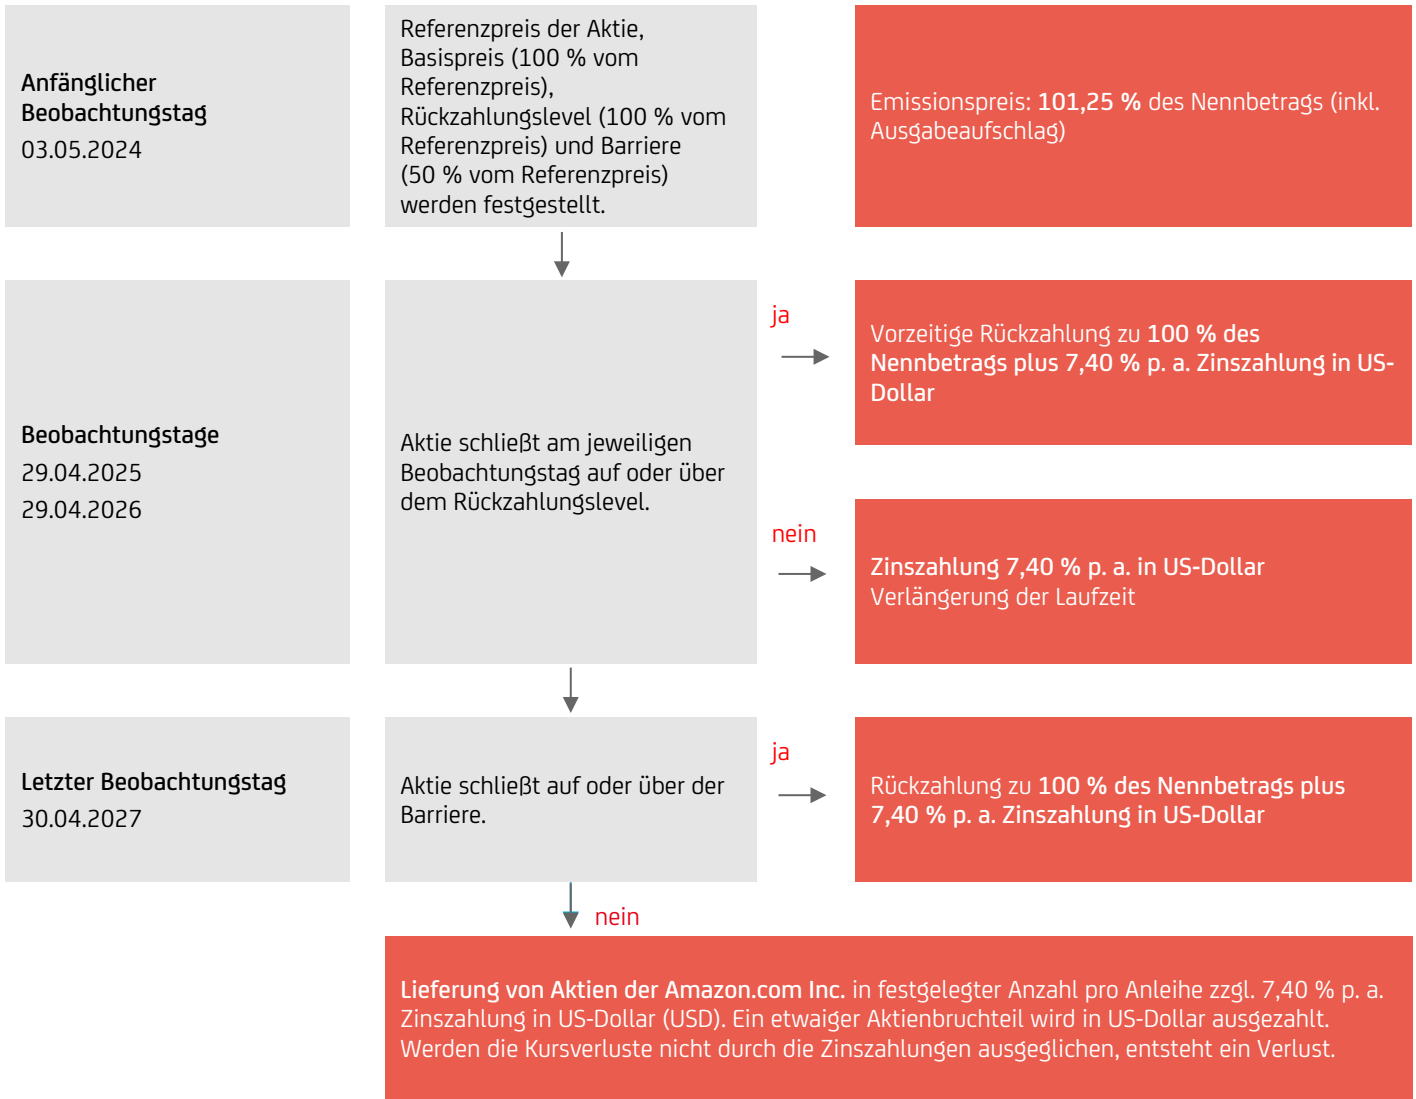 Anfänglicher
Beobachtungstag
03.05.2024
Referenzpreis der Aktie,
Basispreis (100 % vom
Referenzpreis),
Rückzahlungslevel (100 % vom
Referenzpreis) und Barriere
(50 % vom Referenzpreis)
werden festgestellt.
Emissionspreis: 101,25 % des Nennbetrags (inkl.
Ausgabeaufschlag)
Beobachtungstage
29.04.2025
29.04.2026
Aktie schließt am jeweiligen
Beobachtungstag auf oder über
dem Rückzahlungslevel.
ja
Vorzeitige Rückzahlung zu 100 % des
Nennbetrags plus 7,40 % p. a. Zinszahlung in US-
Dollar
nein
Zinszahlung 7,40 % p. a. in US-Dollar
Verlängerung der Laufzeit
Letzter Beobachtungstag
30.04.2027
Aktie schließt auf oder über der
Barriere.
ja
Rückzahlung zu 100 % des Nennbetrags plus
7,40 % p. a. Zinszahlung in US-Dollar
nein
Lieferung von Aktien der Amazon.com Inc. in festgelegter Anzahl pro Anleihe zzgl. 7,40 % p. a.
Zinszahlung in US-Dollar (USD). Ein etwaiger Aktienbruchteil wird in US-Dollar ausgezahlt.
Werden die Kursverluste nicht durch die Zinszahlungen ausgeglichen, entsteht ein Verlust.